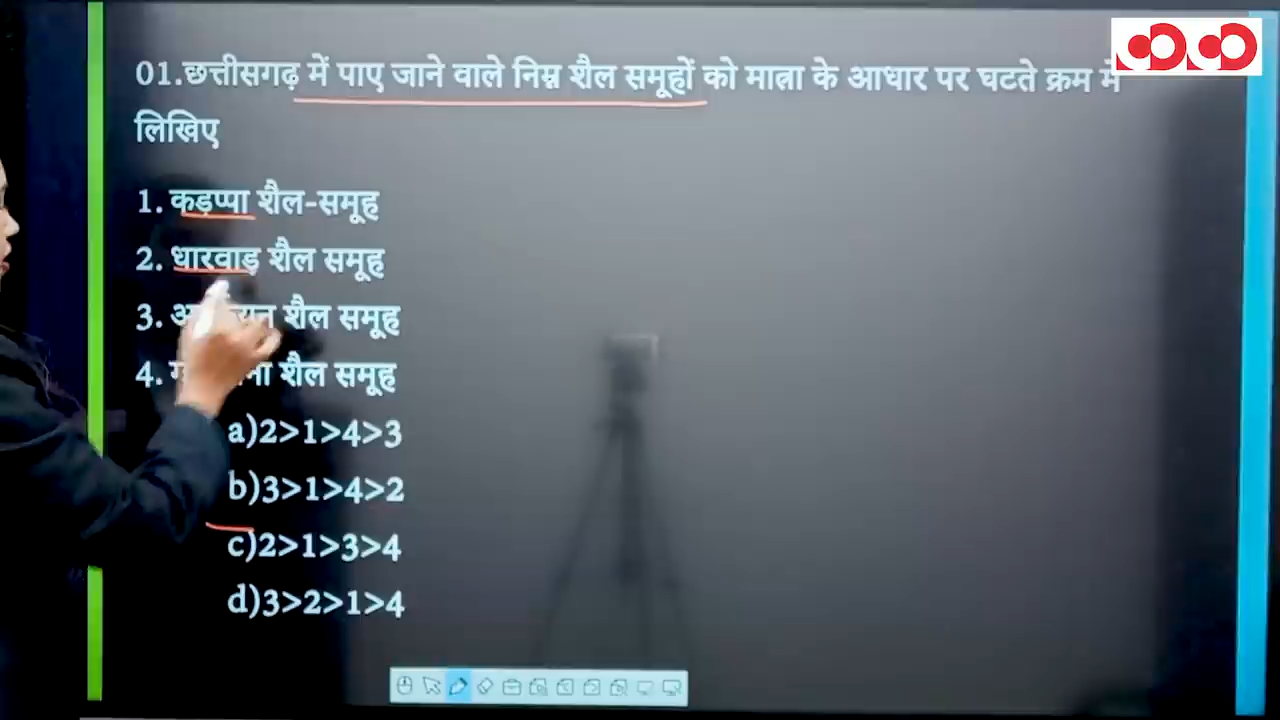 01.छत्तीसगढ़ में पाए जाने वाले निम्न शैल समूहों को मात्रा के आधार पर घटते क्रम में
लिखिए
1. कड़प्पा शैल-समूह
2. धारवाड़ शैल समूह
3. शैल समूह
4. शैल समूह
a)2>1>4>3
b)3>1>4>2
c)2>1>3>4
d)3>2>1>4